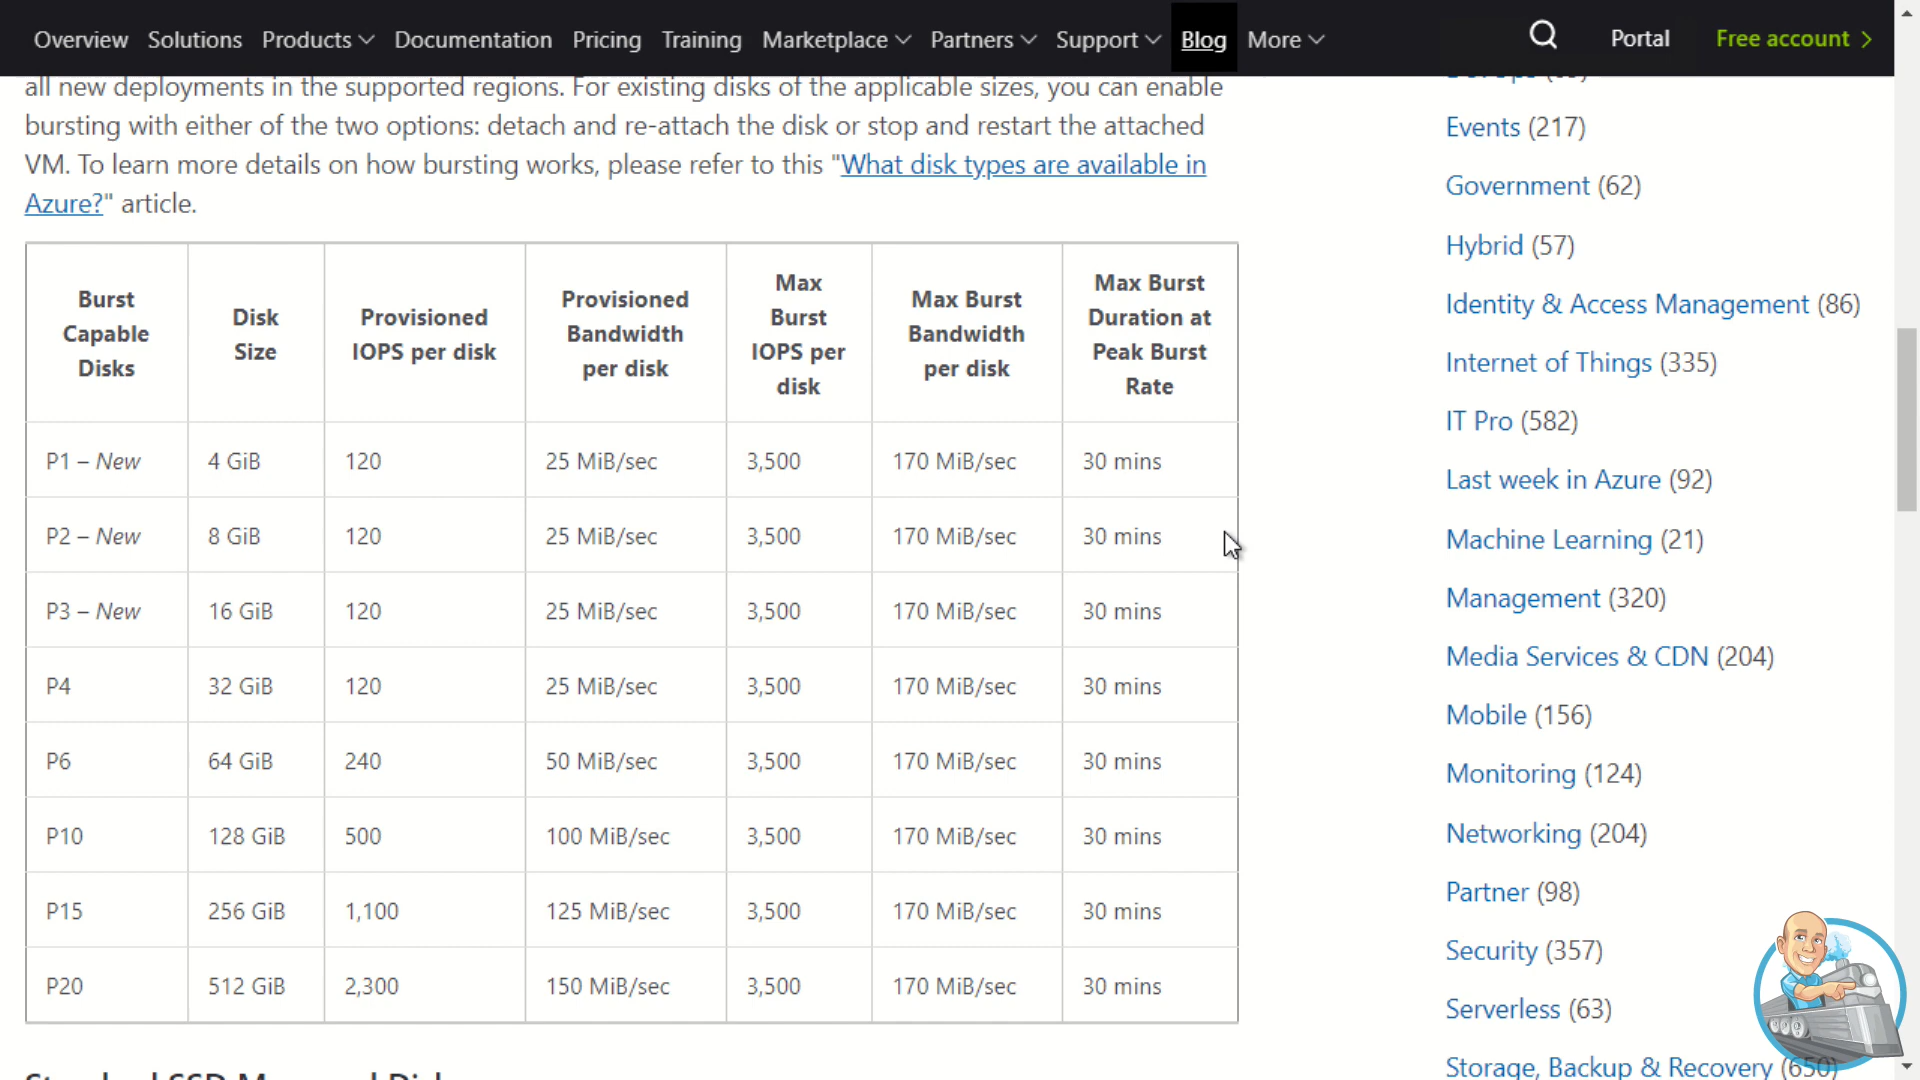 Overview Solutions Products Documentation Pricing Training Marketplace Partners Support Blog More Portal Free account
all new deployments in the supported regions. For existing disks of the applicable sizes, you can enable
bursting with either of the two options: detach and re-attach the disk or stop and restart the attached
VM. To learn more details on how bursting works, please refer to this "What disk types are available in
Azure?" article.
Burst Capable Disks Disk Size Provisioned IOPS per disk Provisioned Bandwidth per disk Max Burst IOPS per disk Max Burst Bandwidth per disk Max Burst Duration at Peak Burst Rate
P1 – New 4 GiB 120 25 MiB/sec 3,500 170 MiB/sec 30 mins
P2 – New 8 GiB 120 25 MiB/sec 3,500 170 MiB/sec 30 mins
P3 – New 16 GiB 120 25 MiB/sec 3,500 170 MiB/sec 30 mins
P4 32 GiB 120 25 MiB/sec 3,500 170 MiB/sec 30 mins
P6 64 GiB 240 50 MiB/sec 3,500 170 MiB/sec 30 mins
P10 128 GiB 500 100 MiB/sec 3,500 170 MiB/sec 30 mins
P15 256 GiB 1,100 125 MiB/sec 3,500 170 MiB/sec 30 mins
P20 512 GiB 2,300 150 MiB/sec 3,500 170 MiB/sec 30 mins
Events (217)
Government (62)
Hybrid (57)
Identity & Access Management (86)
Internet of Things (335)
IT Pro (582)
Last week in Azure (92)
Machine Learning (21)
Management (320)
Media Services & CDN (204)
Mobile (156)
Monitoring (124)
Networking (204)
Partner (98)
Security (357)
Serverless (63)
Storage, Backup & Recovery (650)